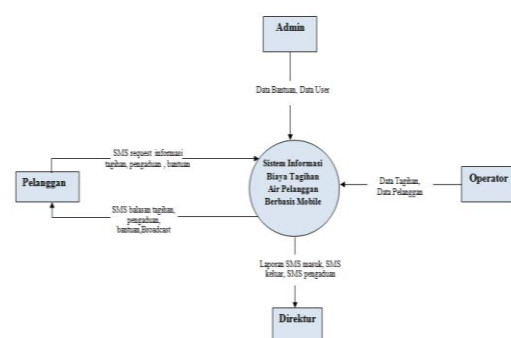 Admin
Data Bantuan, Data User
SMS request informasi
tagihan, pengaduan , bantuan
Sistem Informasi
Biaya Tagihan
Air Pelanggan
Berbasis Mobile
Pelanggan
Data Tagihan,
Data Pelanggan
Operator
SMS balasan tagihan,
pengaduan,
bantuan,Broadcast
Laporan SMS masuk, SMS
keluar, SMS pengaduan
Direktur